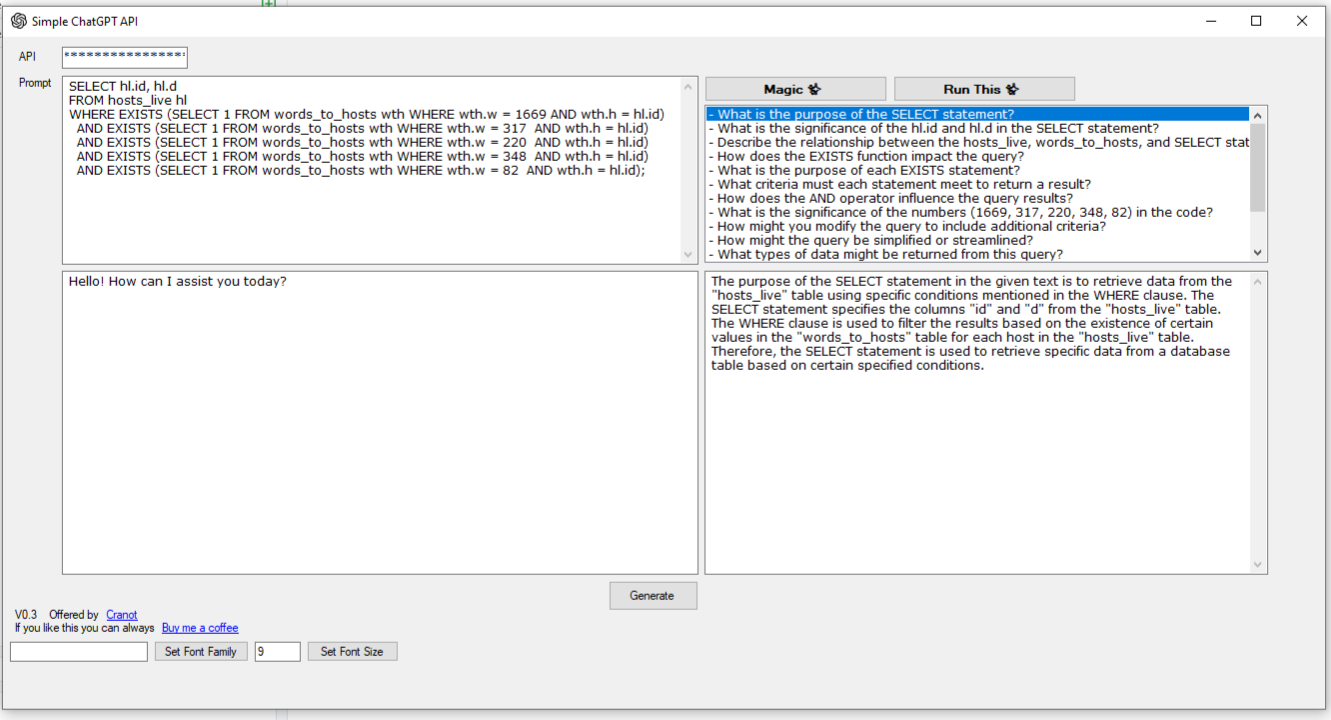 Simple ChatGPT API
API
****************
Prompt
SELECT hl.id, hl.d
FROM hosts_live hl
WHERE EXISTS (SELECT 1 FROM words_to_hosts wth WHERE wth.w = 1669 AND wth.h = hl.id)
AND EXISTS (SELECT 1 FROM words_to_hosts wth WHERE wth.w = 317  AND wth.h = hl.id)
AND EXISTS (SELECT 1 FROM words_to_hosts wth WHERE wth.w = 220  AND wth.h = hl.id)
AND EXISTS (SELECT 1 FROM words_to_hosts wth WHERE wth.w = 348  AND wth.h = hl.id)
AND EXISTS (SELECT 1 FROM words_to_hosts wth WHERE wth.w = 82  AND wth.h = hl.id);
Magic
Run This
- What is the purpose of the SELECT statement?
- What is the significance of the hl.id and hl.d in the SELECT statement?
- Describe the relationship between the hosts_live, words_to_hosts, and SELECT stat
- How does the EXISTS function impact the query?
- What is the purpose of each EXISTS statement?
- What criteria must each statement meet to return a result?
- How does the AND operator influence the query results?
- What is the significance of the numbers (1669, 317, 220, 348, 82) in the code?
- How might you modify the query to include additional criteria?
- How might the query be simplified or streamlined?
- What types of data might be returned from this query?
Hello! How can I assist you today?
The purpose of the SELECT statement in the given text is to retrieve data from the
"hosts_live" table using specific conditions mentioned in the WHERE clause. The
SELECT statement specifies the columns "id" and "d" from the "hosts_live" table.
The WHERE clause is used to filter the results based on the existence of certain
values in the "words_to_hosts" table for each host in the "hosts_live" table.
Therefore, the SELECT statement is used to retrieve specific data from a database
table based on certain specified conditions.
Generate
V0.3 Offered by Cranot
If you like this you can always Buy me a coffee
Set Font Family
9
Set Font Size